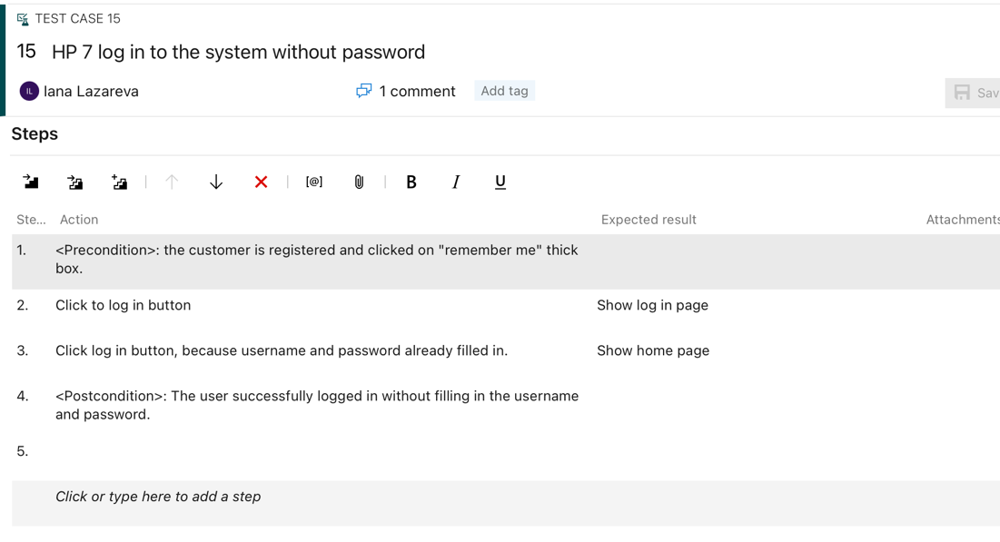 TEST CASE 15
15 HP 7 log in to the system without password
IL Iana Lazareva 1 comment Add tag Sav
Steps
[@] B I U
Ste... Action Expected result Attachments
1. <Precondition>: the customer is registered and clicked on "remember me" thick
box.
2. Click to log in button Show log in page
3. Click log in button, because username and password already filled in. Show home page
4. <Postcondition>: The user successfully logged in without filling in the username
and password.
5.
Click or type here to add a step